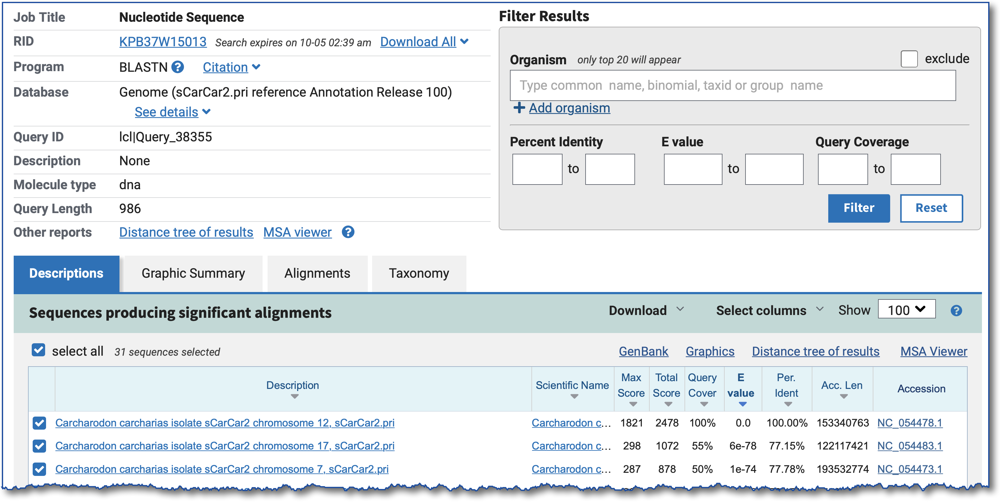 Job Title Nucleotide Sequence
RID KPB37W15013 Search expires on 10-05 02:39 am Download All
Program BLASTN ? Citation
Database Genome (sCarCar2.pri reference Annotation Release 100)
See details
Query ID lcl|Query_38355
Description None
Molecule type dna
Query Length 986
Other reports Distance tree of results MSA viewer ?
Filter Results
Organism only top 20 will appear exclude
Type common name, binomial, taxid or group name
+ Add organism
Percent Identity E value Query Coverage
to to to
Filter Reset
Descriptions Graphic Summary Alignments Taxonomy
Sequences producing significant alignments Download Select columns Show 100 ?
select all 31 sequences selected GenBank Graphics Distance tree of results MSA Viewer
Description Scientific Name Max Score Total Score Query Cover E value Per. Ident Acc. Len Accession
Carcharodon carcharias isolate sCarCar2 chromosome 12, sCarCar2.pri Carcharodon c... 1821 2478 100% 0.0 100.00% 153340763 NC_054478.1
Carcharodon carcharias isolate sCarCar2 chromosome 17, sCarCar2.pri Carcharodon c... 298 1072 55% 6e-78 77.15% 122117421 NC_054483.1
Carcharodon carcharias isolate sCarCar2 chromosome 7, sCarCar2.pri Carcharodon c... 287 878 50% 1e-74 77.78% 193532774 NC_054473.1